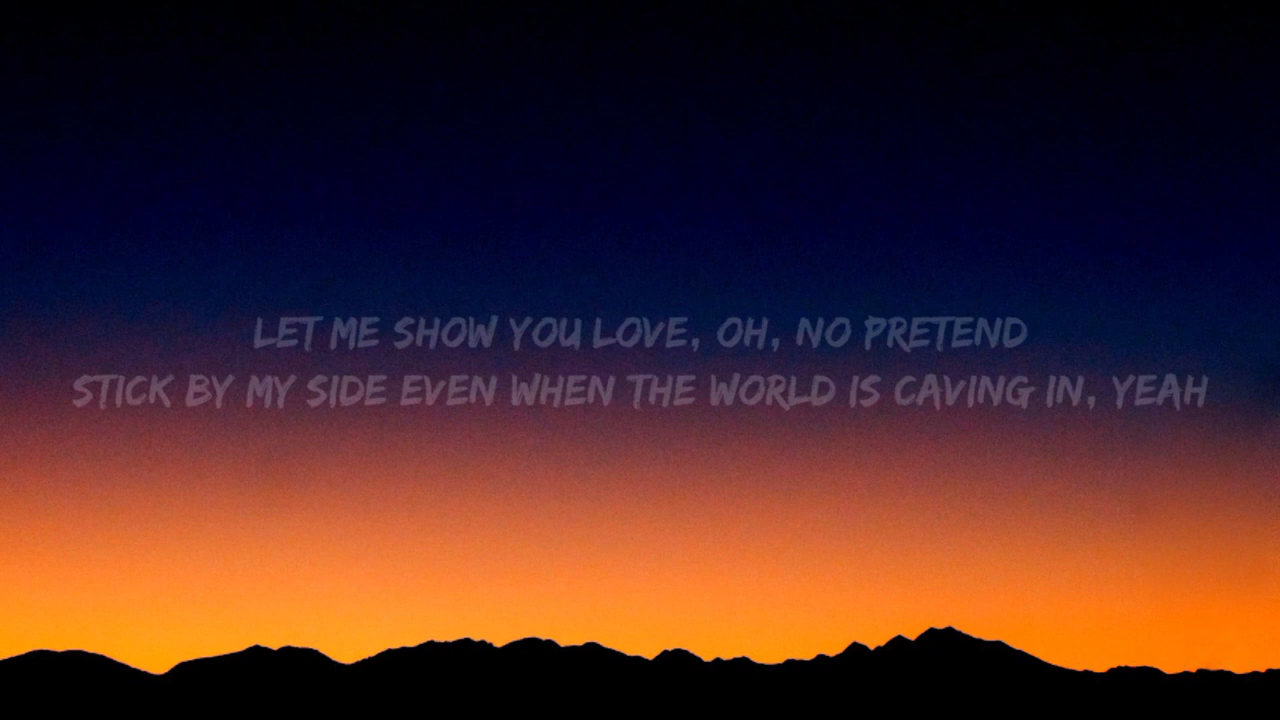 LET ME SHOW YOU LOVE, OH, NO PRETEND
STICK BY MY SIDE EVEN WHEN THE WORLD IS CAVING IN, YEAH